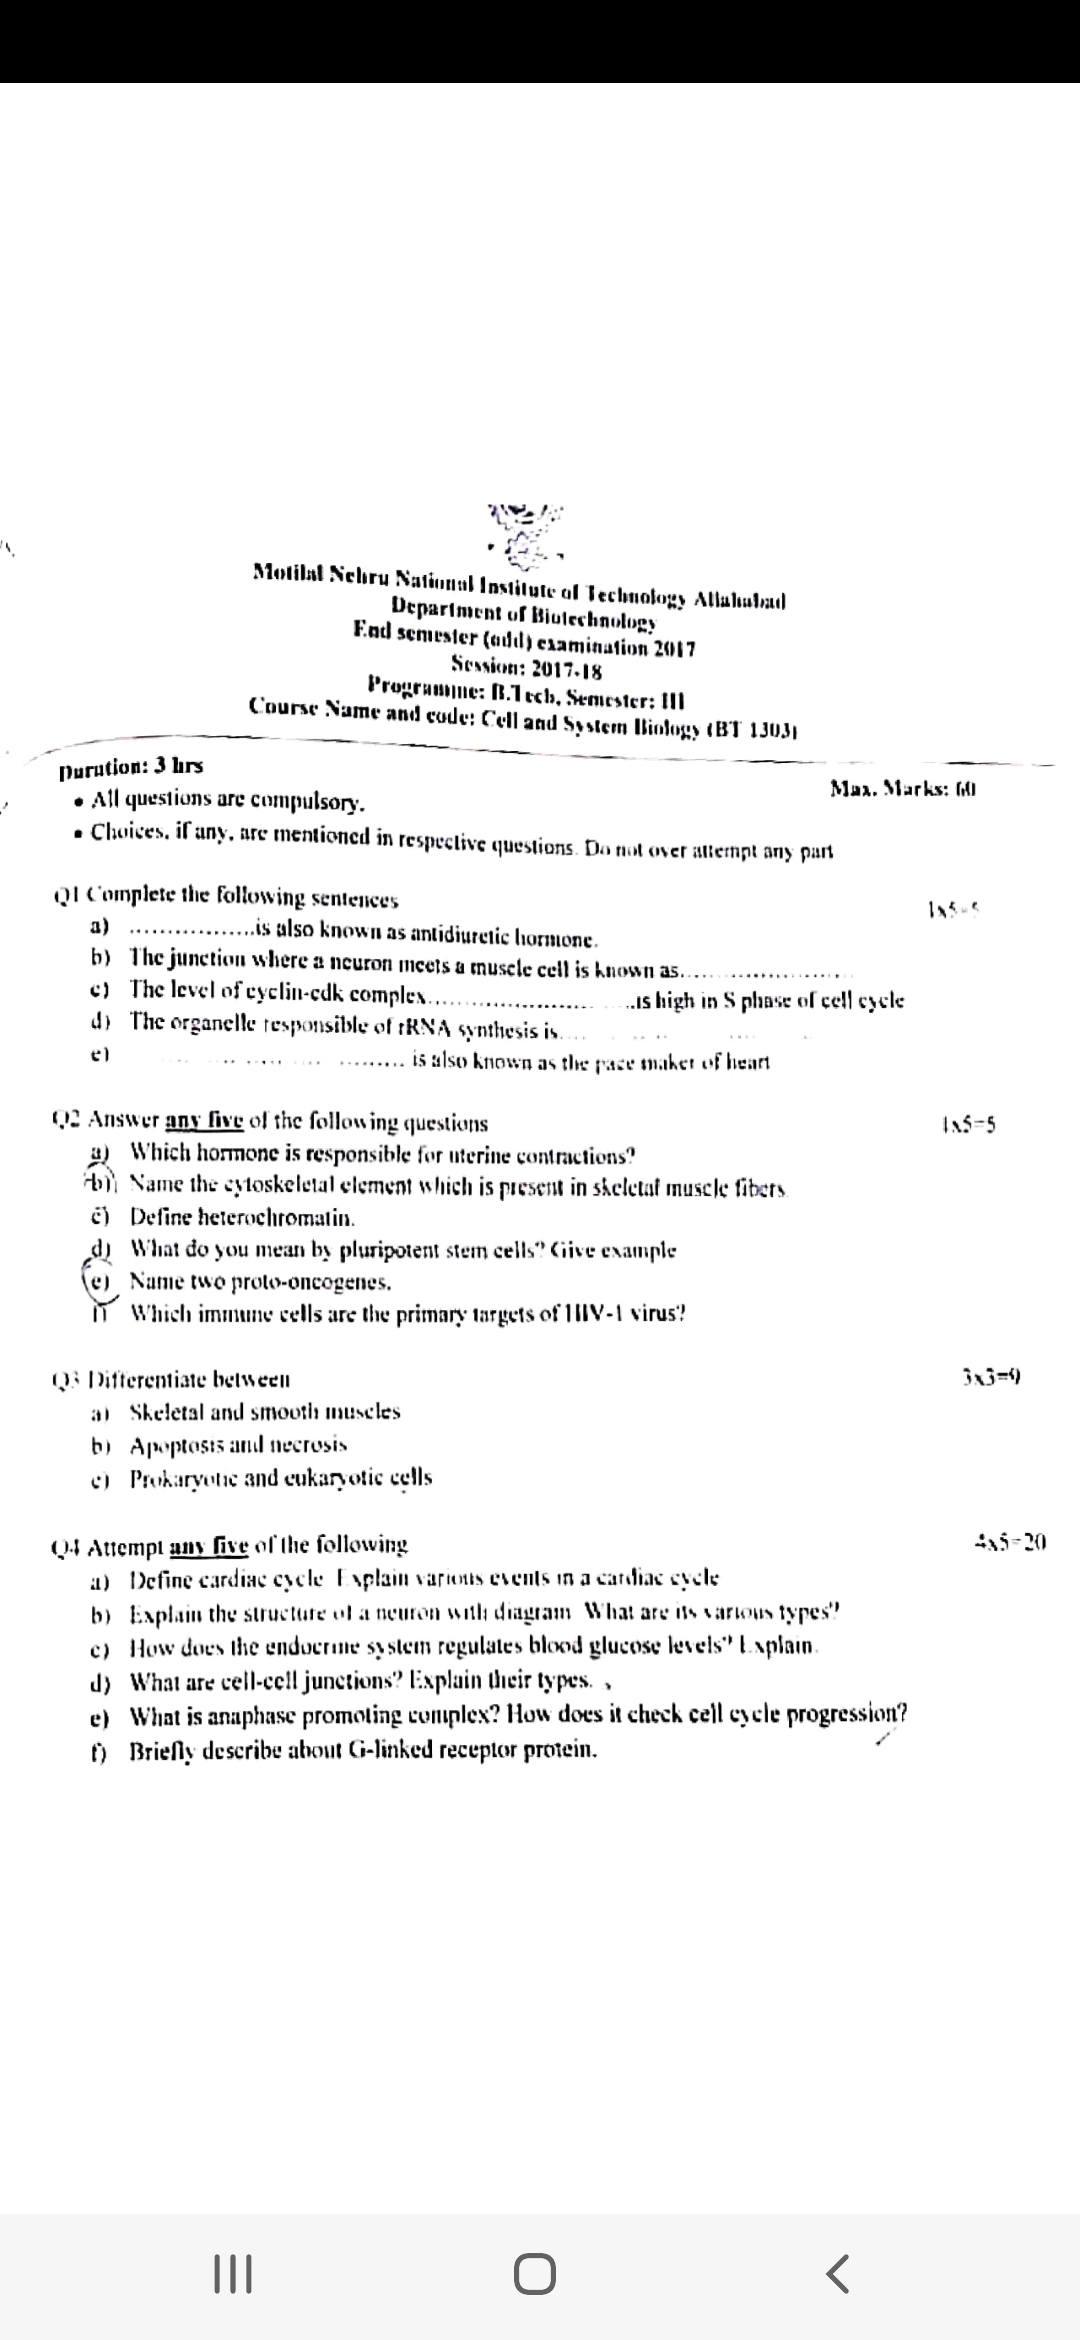 Motilal Nehru National Institute of Technology Allahabad
Department of Biotechnology
End semester (odd) examination 2017
Session: 2017-18
Programme: B.Tech, Semester: III
Course Name and code: Cell and System Biology (BT 1303)
Duration: 3 hrs
Max. Marks: 60
• All questions are compulsory.
• Choices, if any, are mentioned in respective questions. Do not over attempt any part
Q1 Complete the following sentences 1x5=5
a) .................is also known as antidiuretic hormone.
b) The junction where a neuron meets a muscle cell is known as..........................
c) The level of cyclin-cdk complex............................is high in S phase of cell cycle
d) The organelle responsible of rRNA synthesis is....
e) .................................. is also known as the pace maker of heart
Q2 Answer any five of the following questions 1x5=5
a) Which hormone is responsible for uterine contractions?
b) Name the cytoskeletal element which is present in skeletal muscle fibers
c) Define heterochromatin.
d) What do you mean by pluripotent stem cells? Give example
e) Name two proto-oncogenes.
f) Which immune cells are the primary targets of HIV-1 virus?
Q3 Differentiate between 3x3=9
a) Skeletal and smooth muscles
b) Apoptosis and necrosis
c) Prokaryotic and eukaryotic cells
Q4 Attempt any five of the following 4x5=20
a) Define cardiac cycle Explain various events in a cardiac cycle
b) Explain the structure of a neuron with diagram What are its various types?
c) How does the endocrine system regulates blood glucose levels? Explain.
d) What are cell-cell junctions? Explain their types.
e) What is anaphase promoting complex? How does it check cell cycle progression?
f) Briefly describe about G-linked receptor protein.